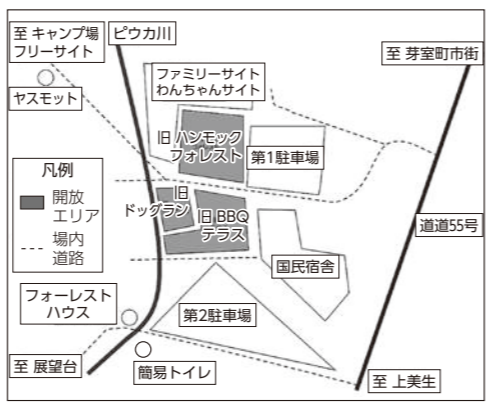 至 キャンプ場
フリーサイト
ピウカ川
至 芽室町市街
ヤスモット
ファミリーサイト
わんちゃんサイト
旧 ハンモック
フォレスト
第1駐車場
凡例
開放
エリア
場内
道路
旧
ドッグラン
旧 BBQ
テラス
道道55号
国民宿舎
フォーレスト
ハウス
第2駐車場
至 展望台
簡易トイレ
至 上美生